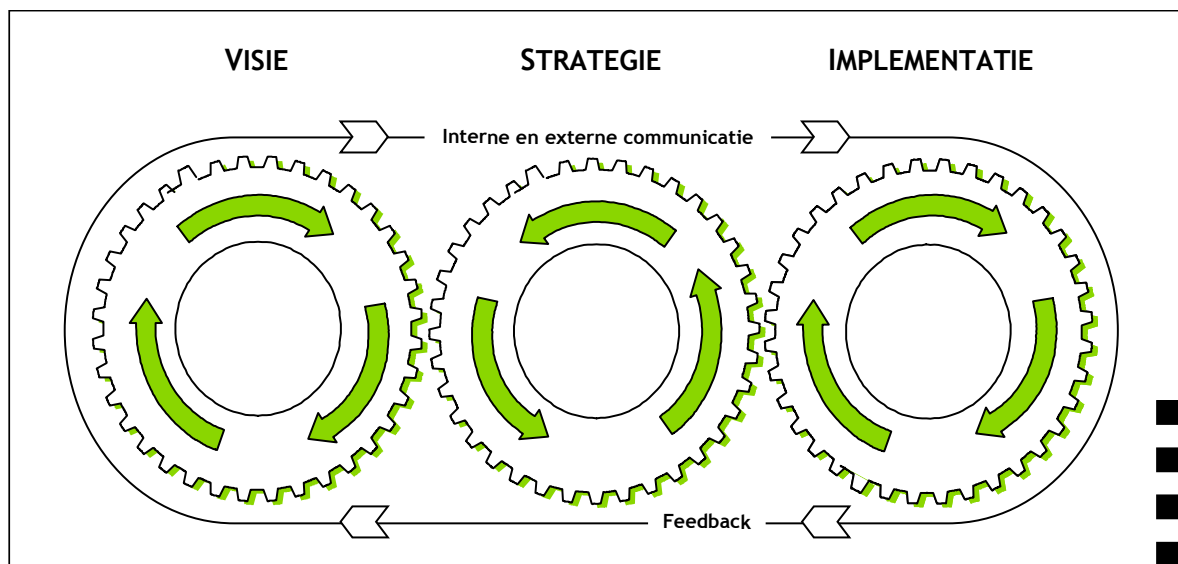 VISIE
STRATEGIE
IMPLEMENTATIE
Interne en externe communicatie
Feedback